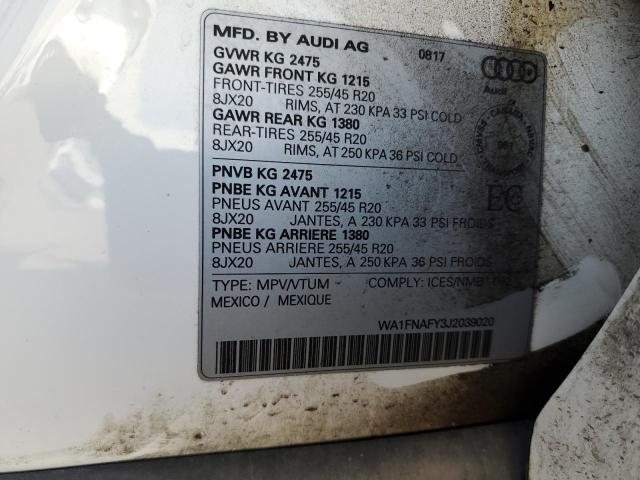 MFD. BY AUDI AG 0817
GVWR KG 2475
GAWR FRONT KG 1215
FRONT-TIRES 255/45 R20
8JX20 RIMS, AT 230 KPA 33 PSI COLD
GAWR REAR KG 1380
REAR-TIRES 255/45 R20
8JX20 RIMS, AT 250 KPA 36 PSI COLD
Audi
CANADA
EC
PNVB KG 2475
PNBE KG AVANT 1215
PNEUS AVANT 255/45 R20
8JX20 JANTES, A 230 KPA 33 PSI FROIDS
PNBE KG ARRIERE 1380
PNEUS ARRIERE 255/45 R20
8JX20 JANTES, A 250 KPA 36 PSI FROIDS
TYPE: MPV/VTUM COMPLIANT:
MEXICO / MEXIQUE
WA1FNAFY3J2039020